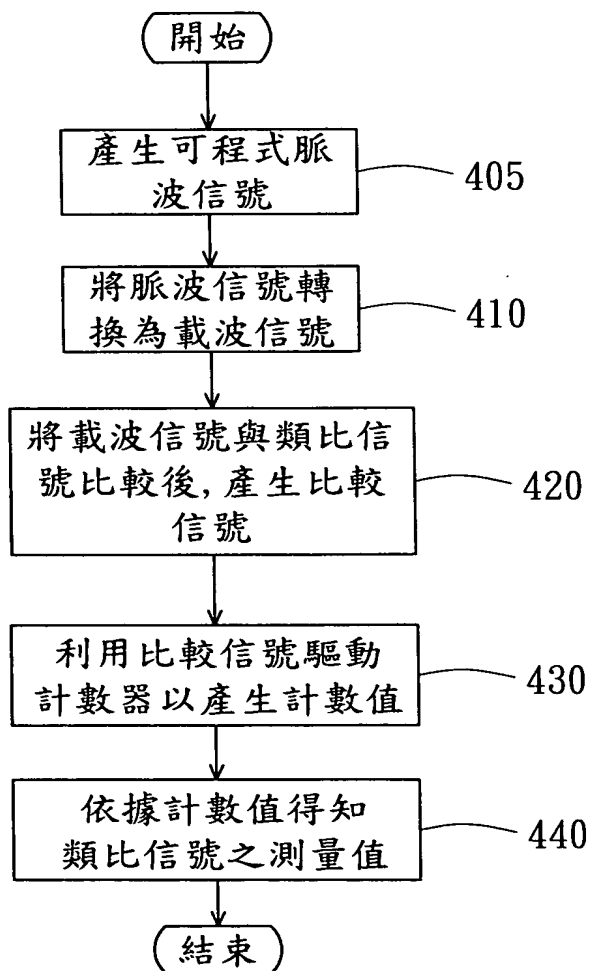 開始
產生可程式脈
波信號
405
將脈波信號轉
換為載波信號
410
將載波信號與類比信
號比較後,產生比較
信號
420
利用比較信號驅動
計數器以產生計數值
430
依據計數值得知
類比信號之測量值
440
結束